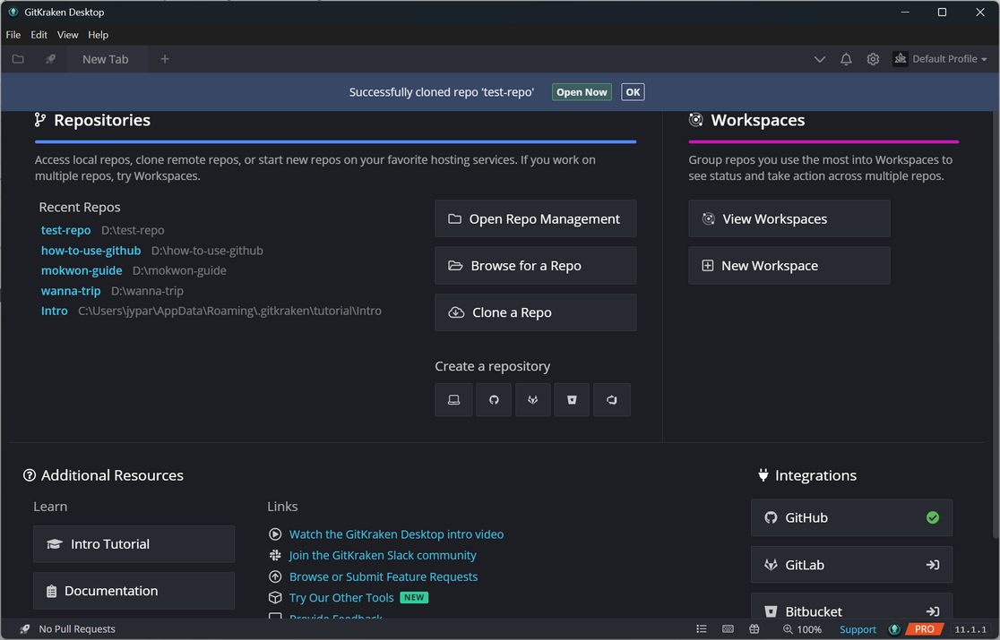 GitKraken Desktop
File Edit View Help
New Tab
Default Profile
Successfully cloned repo 'test-repo' Open Now OK
Repositories
Access local repos, clone remote repos, or start new repos on your favorite hosting services. If you work on
multiple repos, try Workspaces.
Recent Repos
test-repo D:\test-repo
how-to-use-github D:\how-to-use-github
mokwon-guide D:\mokwon-guide
wanna-trip D:\wanna-trip
Intro C:\Users\jypar\AppData\Roaming\.gitkraken\tutorial\Intro
Open Repo Management
Browse for a Repo
Clone a Repo
Create a repository
Workspaces
Group repos you use the most into Workspaces to
see status and take action across multiple repos.
View Workspaces
New Workspace
Additional Resources
Learn
Intro Tutorial
Documentation
Links
Watch the GitKraken Desktop intro video
Join the GitKraken Slack community
Browse or Submit Feature Requests
Try Our Other Tools NEW
Provide Feedback
Integrations
GitHub
GitLab
Bitbucket
No Pull Requests
100% Support PRO 11.1.1